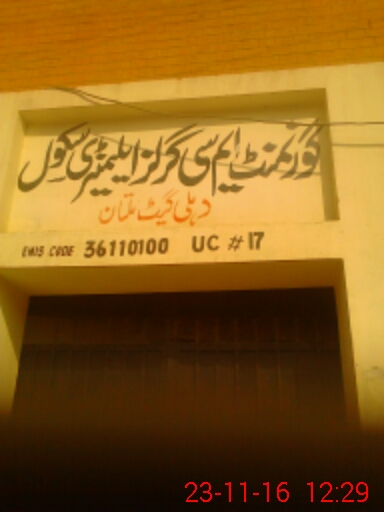 گورنمنٹ ایم سی گرلز ایلیمنٹری سکول
دہلی گیٹ ملتان
EMIS CODE 36110100 UC # 17
23-11-16 12:29